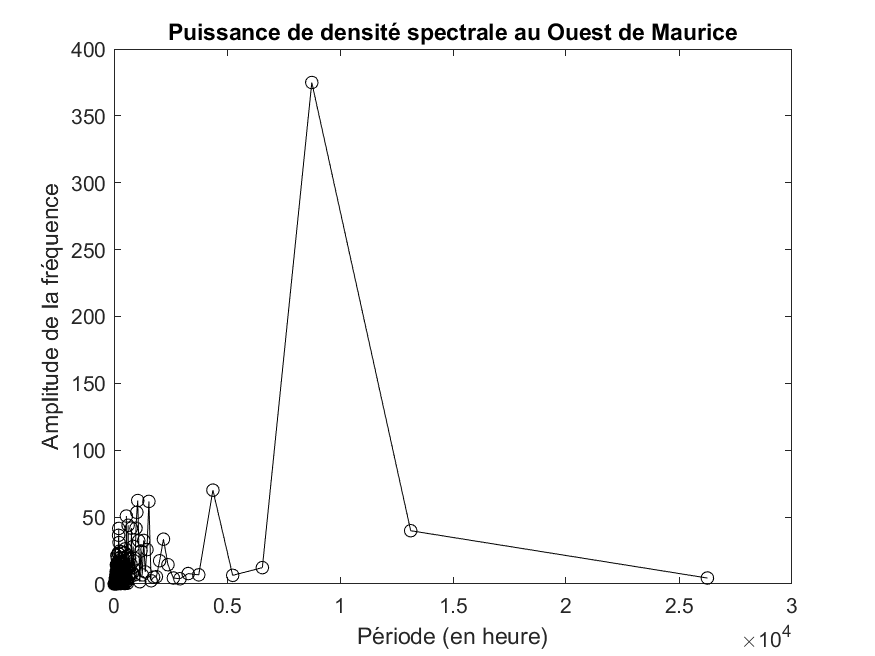 Puissance de densité spectrale au Ouest de Maurice
400
350
300
250
200
150
100
50
0
Amplitude de la fréquence
0 0.5 1 1.5 2 2.5 3
Période (en heure)
×10⁴